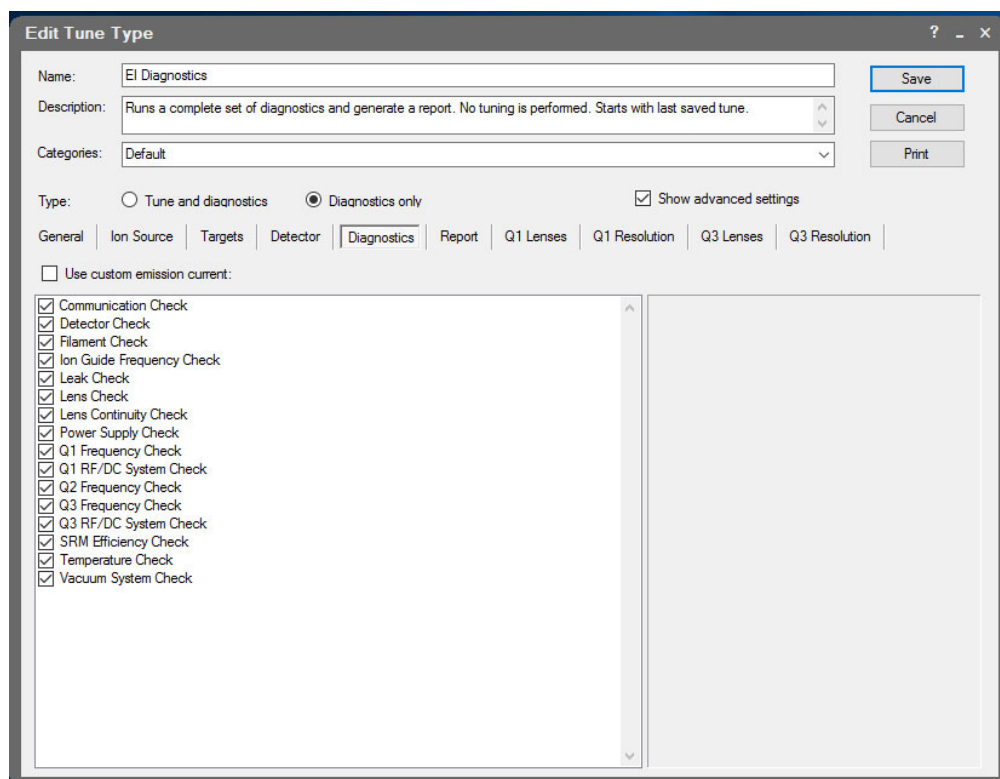 Edit Tune Type ? _ ×
Name: EI Diagnostics Save
Description: Runs a complete set of diagnostics and generate a report. No tuning is performed. Starts with last saved tune. Cancel
Categories: Default Print
Type: Tune and diagnostics Diagnostics only Show advanced settings
General Ion Source Targets Detector Diagnostics Report Q1 Lenses Q1 Resolution Q3 Lenses Q3 Resolution
Use custom emission current:
Communication Check
Detector Check
Filament Check
Ion Guide Frequency Check
Leak Check
Lens Check
Lens Continuity Check
Power Supply Check
Q1 Frequency Check
Q1 RF/DC System Check
Q2 Frequency Check
Q3 Frequency Check
Q3 RF/DC System Check
SRM Efficiency Check
Temperature Check
Vacuum System Check